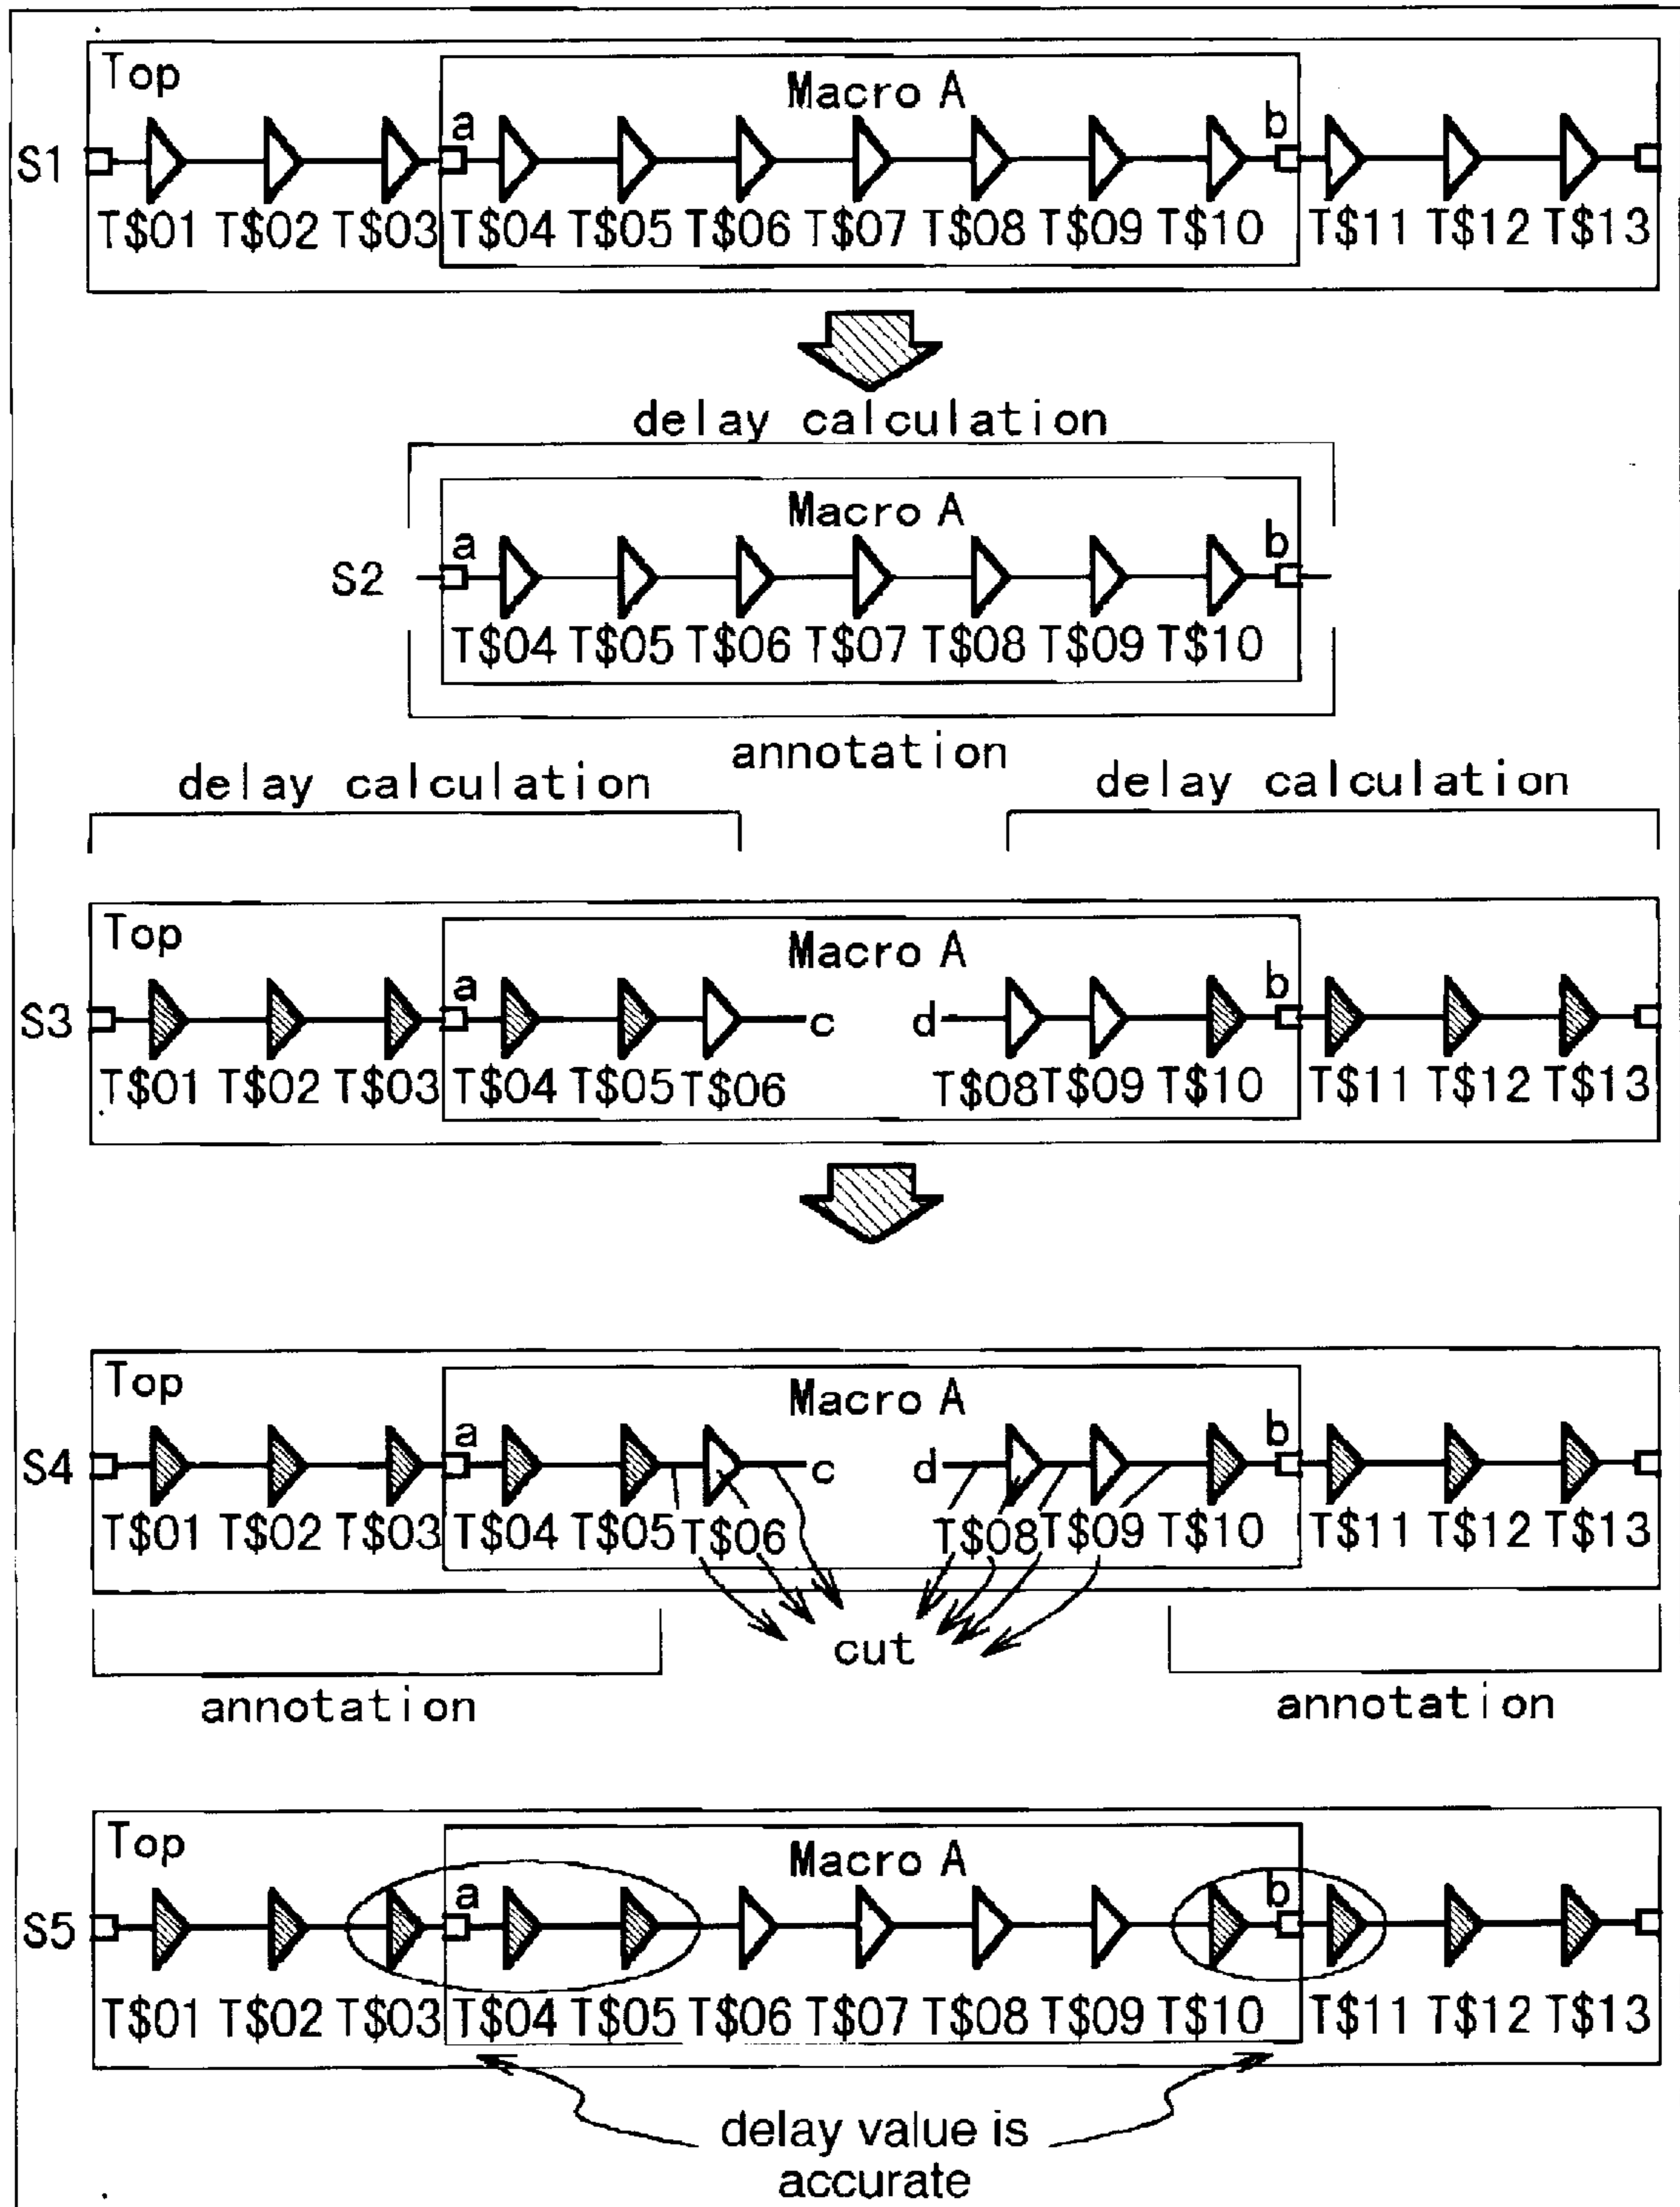 Top
Macro A
a b
S1
T$01 T$02 T$03 T$04 T$05 T$06 T$07 T$08 T$09 T$10 T$11 T$12 T$13
delay calculation
Macro A
a b
S2
T$04 T$05 T$06 T$07 T$08 T$09 T$10
annotation
delay calculation delay calculation
Top
Macro A
a b
S3 c d
T$01 T$02 T$03 T$04 T$05 T$06 T$08 T$09 T$10 T$11 T$12 T$13
Top
Macro A
a b
S4 c d
T$01 T$02 T$03 T$04 T$05 T$06 T$08 T$09 T$10 T$11 T$12 T$13
cut
annotation annotation
Top
Macro A
a b
S5
T$01 T$02 T$03 T$04 T$05 T$06 T$07 T$08 T$09 T$10 T$11 T$12 T$13
delay value is
accurate